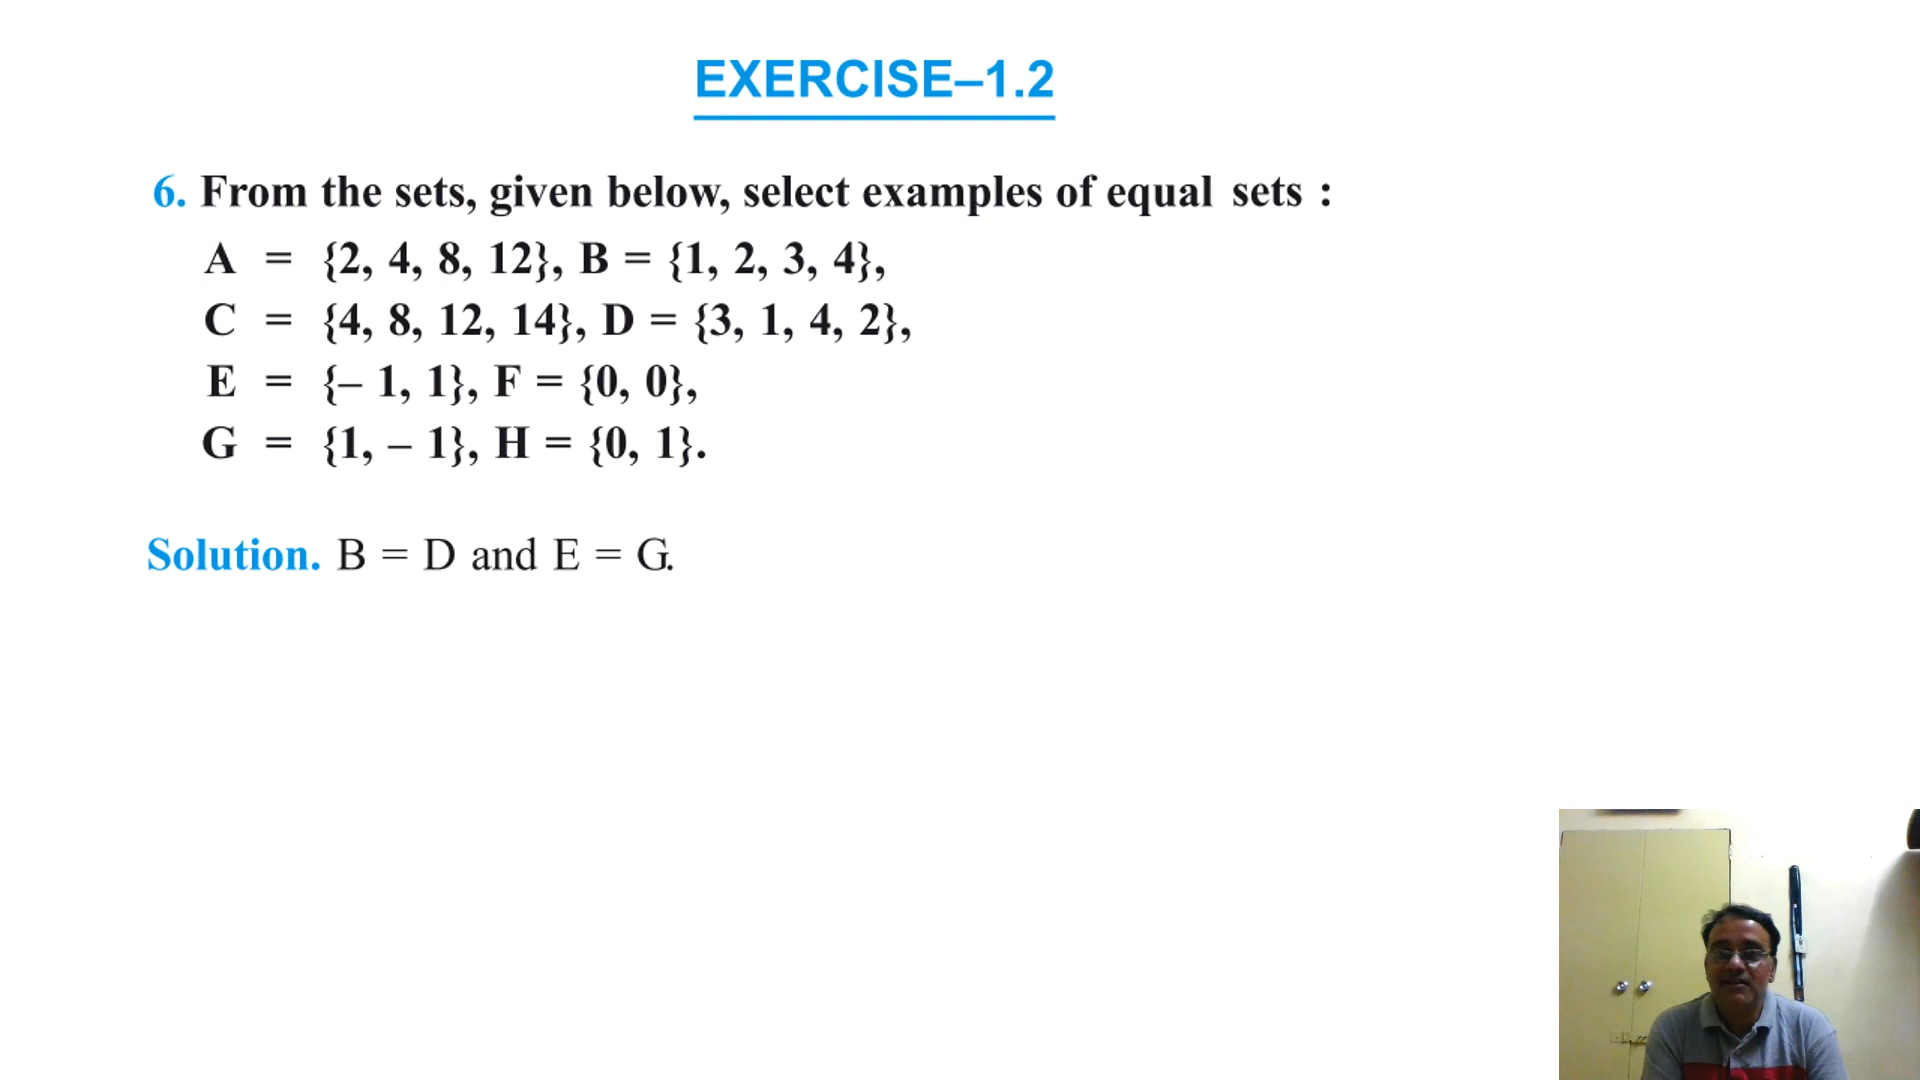 EXERCISE–1.2
6. From the sets, given below, select examples of equal sets :
A = {2, 4, 8, 12}, B = {1, 2, 3, 4},
C = {4, 8, 12, 14}, D = {3, 1, 4, 2},
E = {– 1, 1}, F = {0, 0},
G = {1, – 1}, H = {0, 1}.
Solution. B = D and E = G.